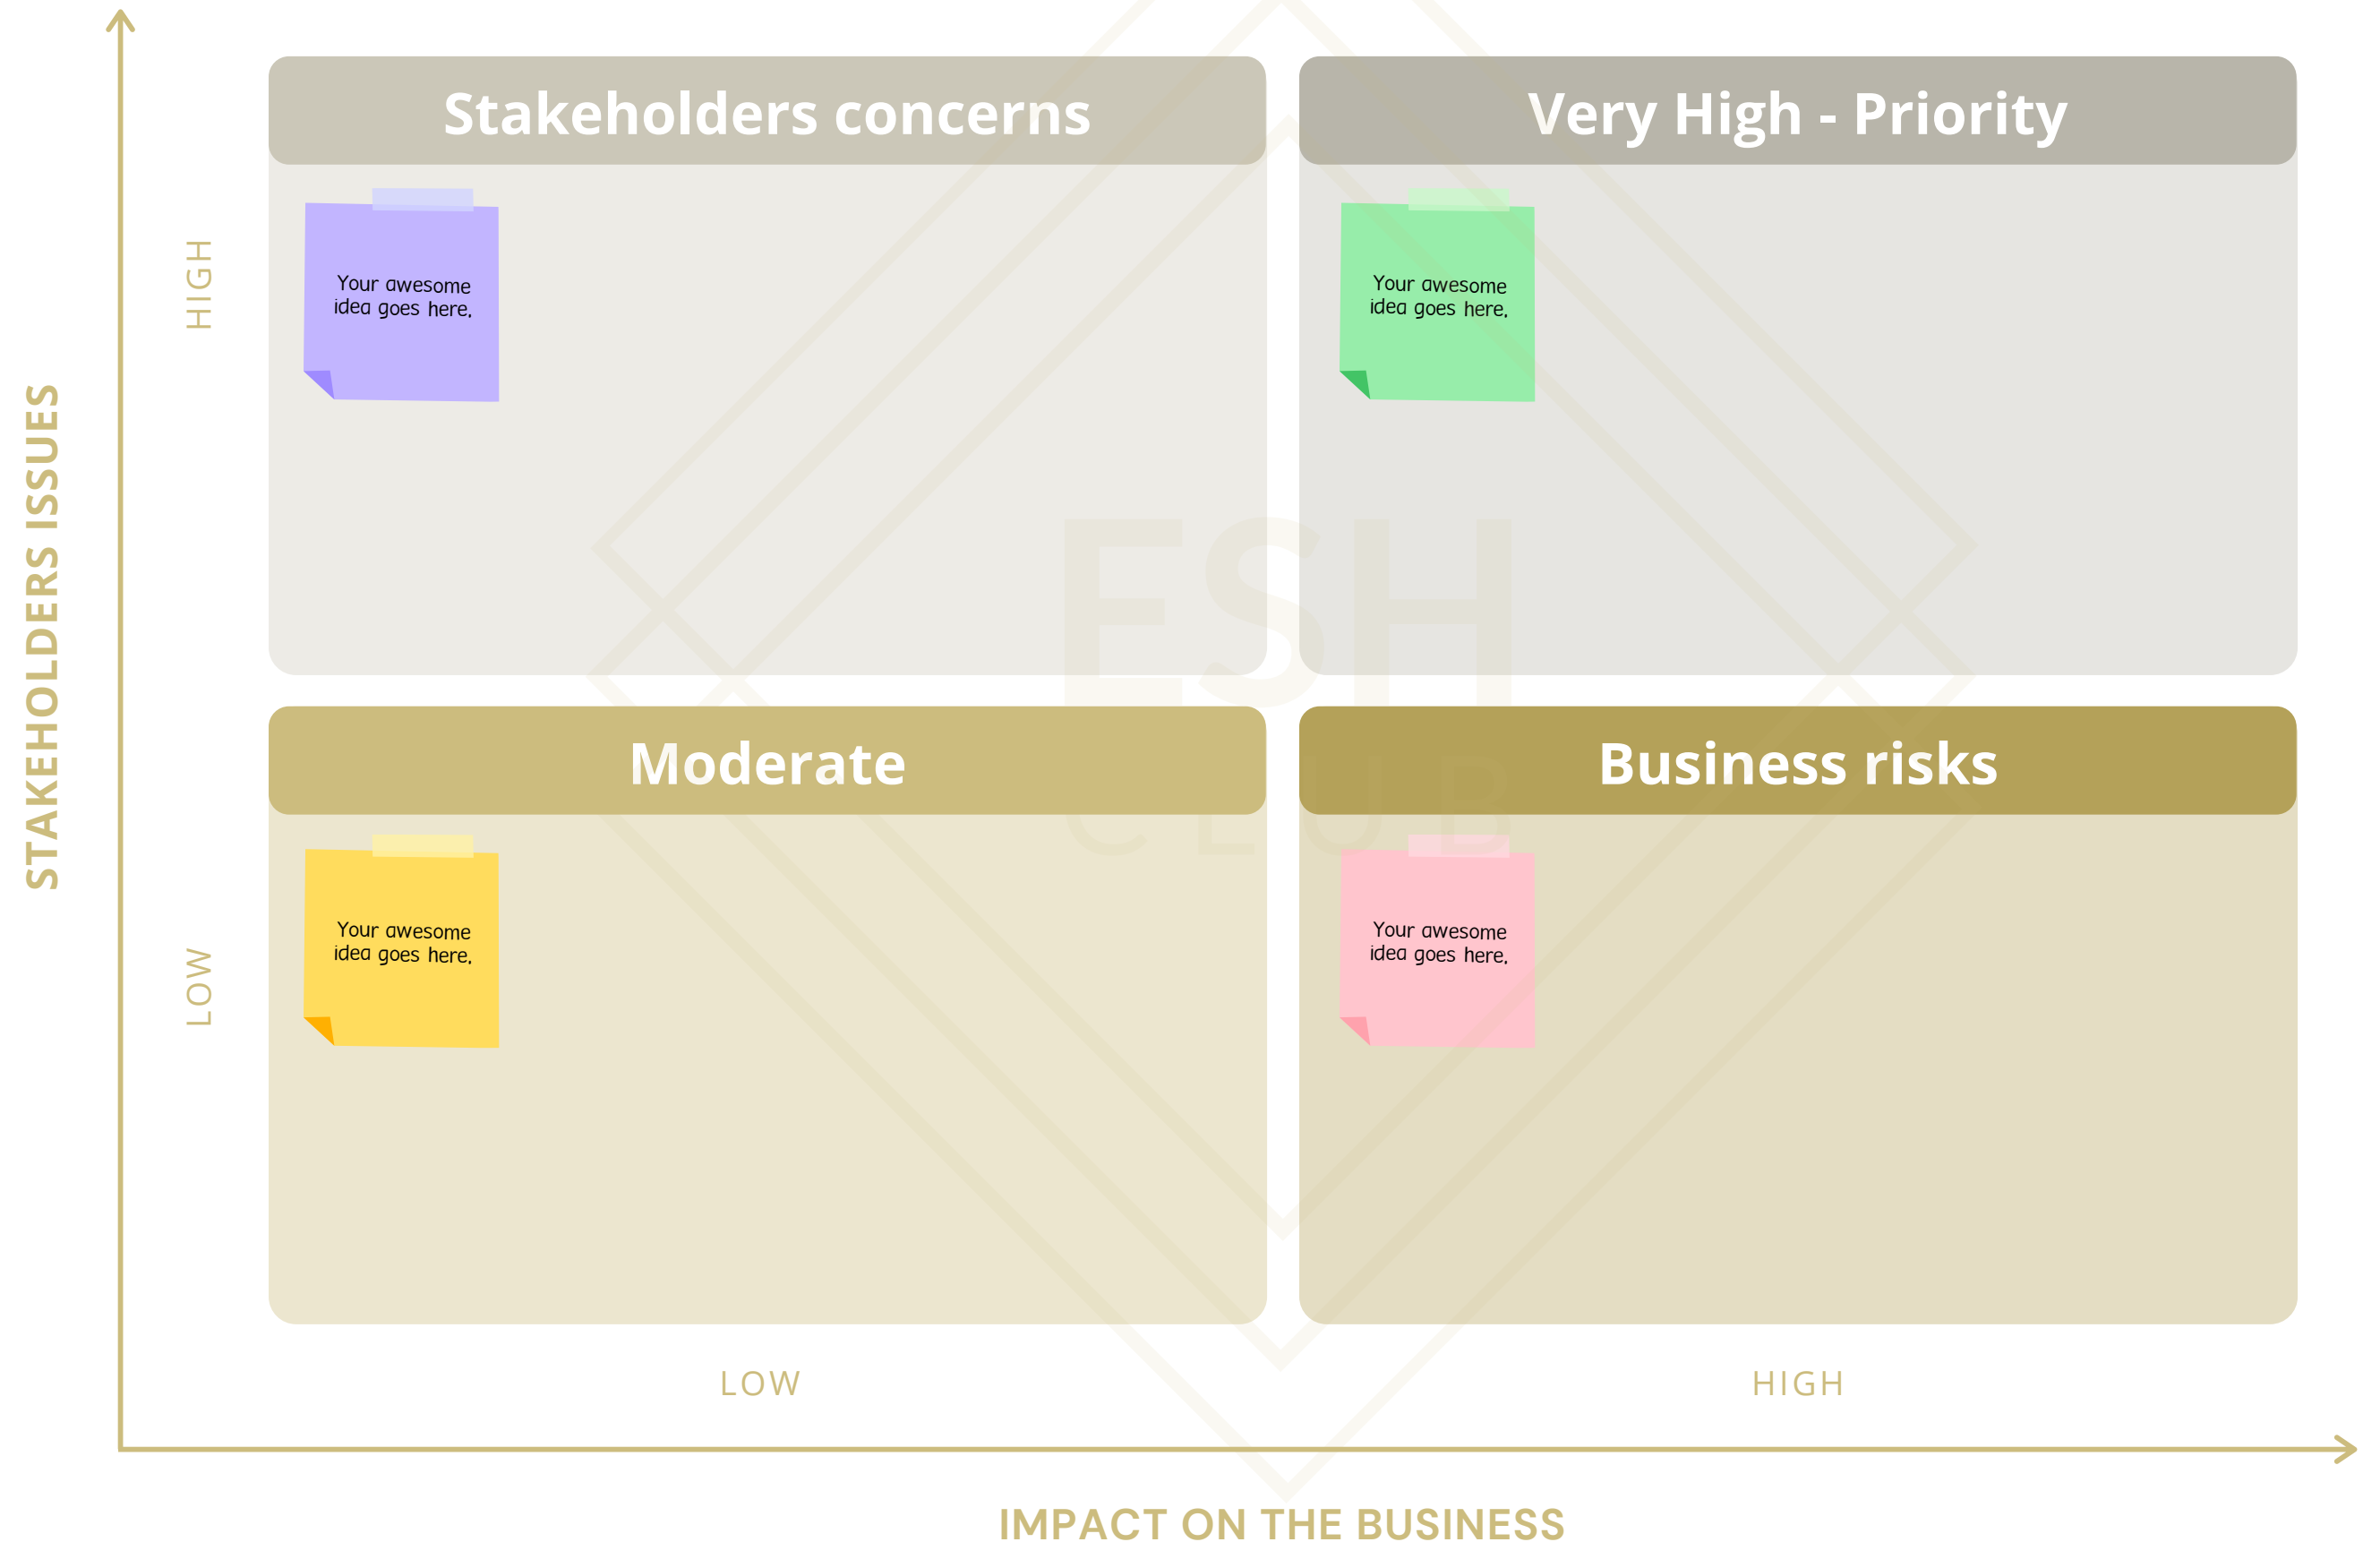 Stakeholders concerns
Very High - Priority
HIGH
Your awesome
idea goes here.
Your awesome
idea goes here.
STAKEHOLDERS ISSUES
ESH
CLUB
Moderate
Business risks
LOW
Your awesome
idea goes here.
Your awesome
idea goes here.
LOW
HIGH
IMPACT ON THE BUSINESS